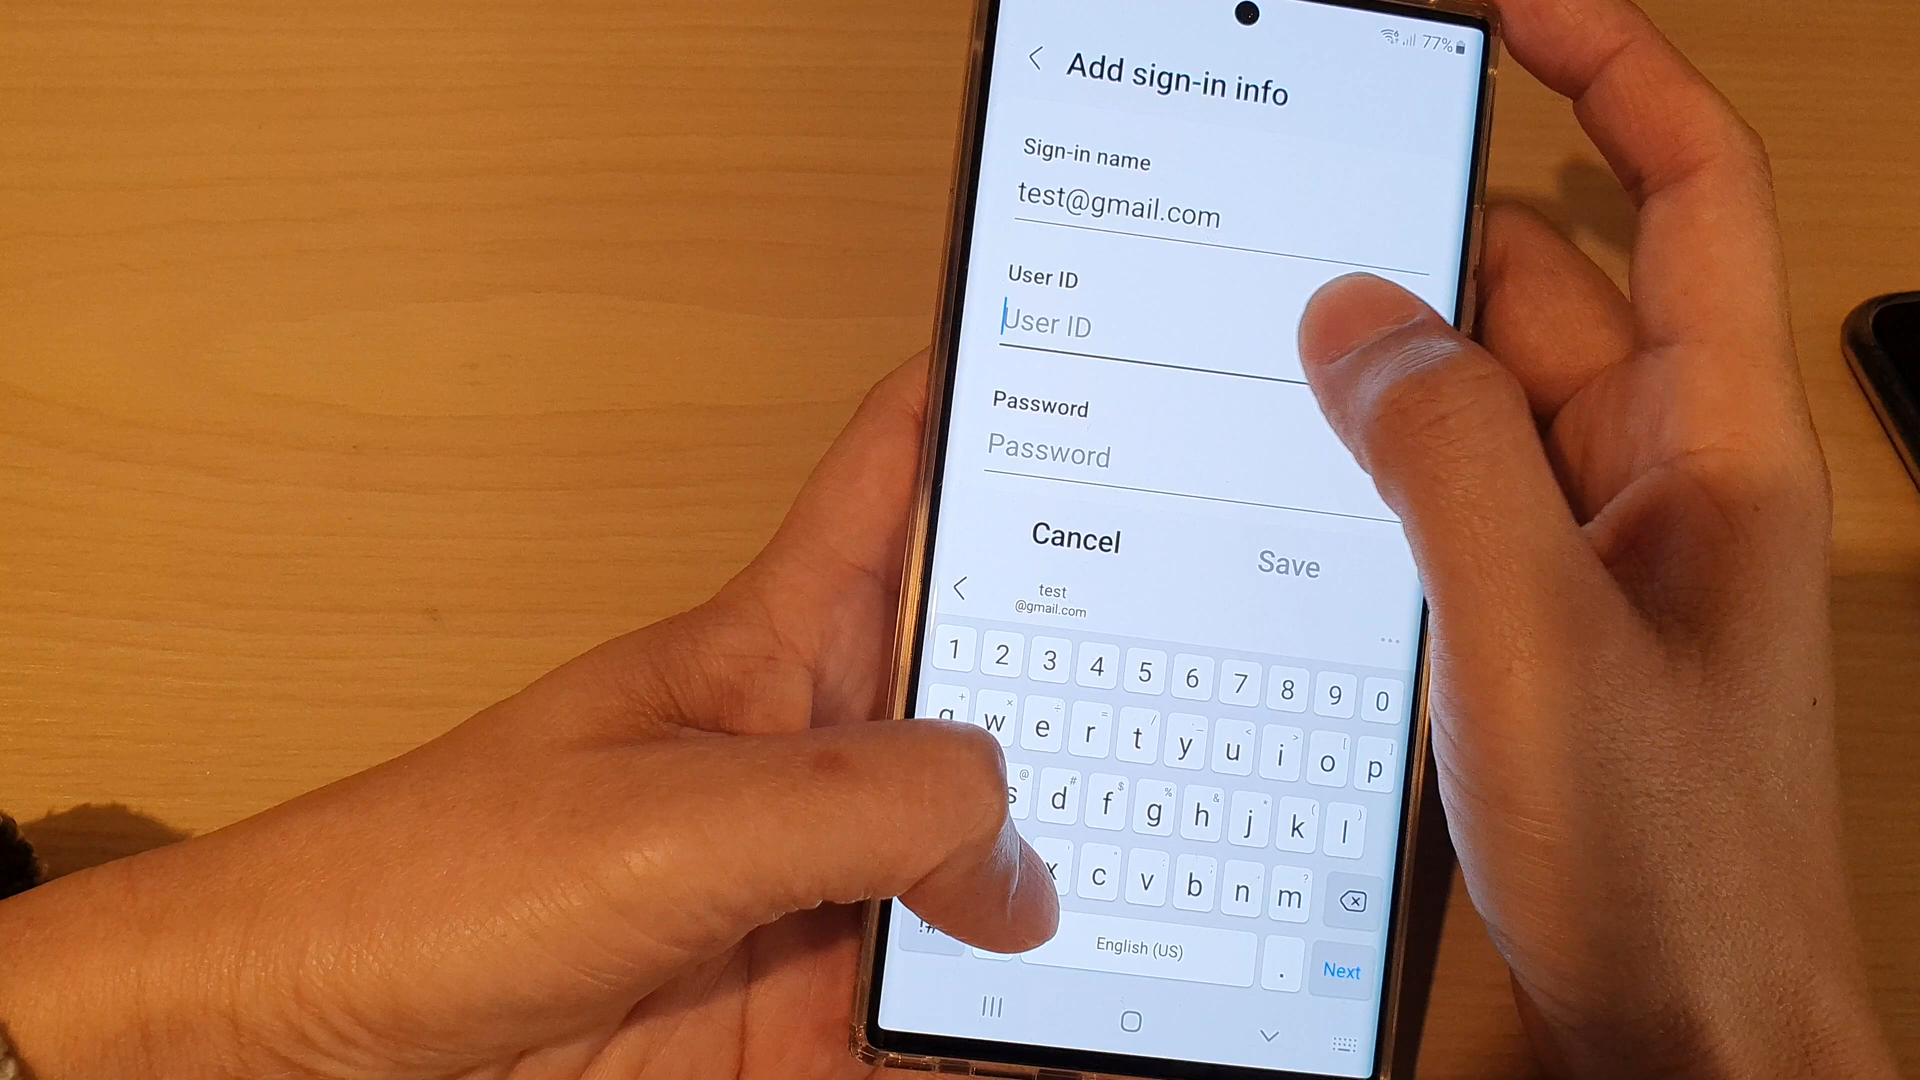 77%
Add sign-in info
Sign-in name
test@gmail.com
User ID
User ID
Password
Password
Cancel
Save
test
@gmail.com
1 2 3 4 5 6 7 8 9 0
q w e r t y u i o p
s d f g h j k l
x c v b n m
!#
English (US)
.
Next